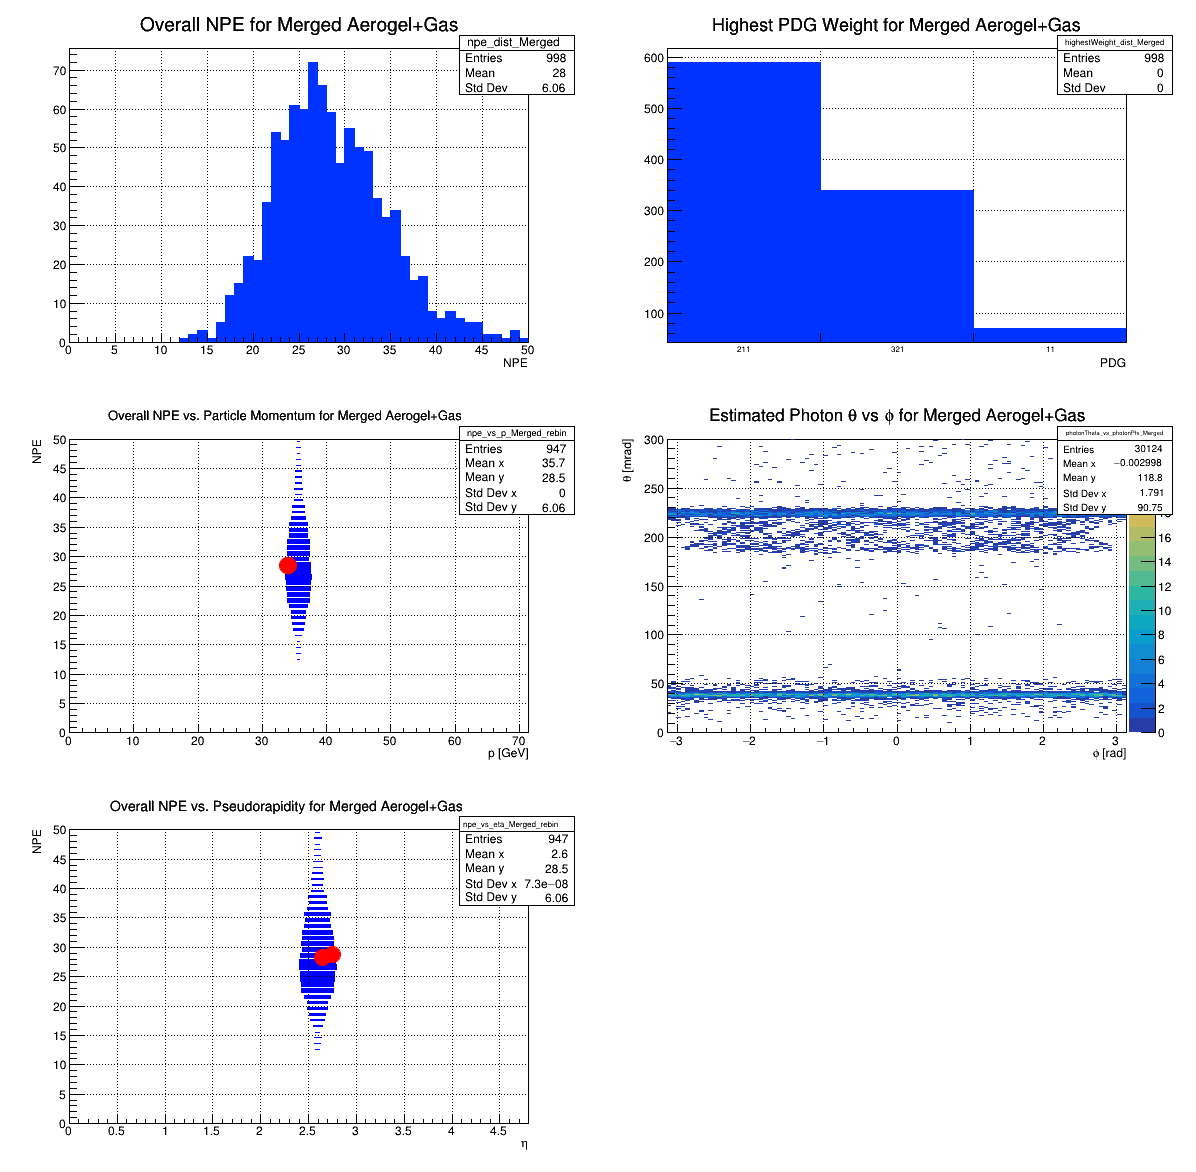 Overall NPE for Merged Aerogel+Gas
npe_dist_Merged
Entries 998
Mean 28
Std Dev 6.06
70
60
50
40
30
20
10
0
0 5 10 15 20 25 30 35 40 45 50
NPE
Highest PDG Weight for Merged Aerogel+Gas
highestWeight_dist_Merged
Entries 998
Mean 0
Std Dev 0
600
500
400
300
200
100
211 321 11
PDG
Overall NPE vs. Particle Momentum for Merged Aerogel+Gas
npe_vs_p_Merged_rebin
Entries 947
Mean x 35.7
Mean y 28.5
Std Dev x 0
Std Dev y 6.06
NPE
50
45
40
35
30
25
20
15
10
5
0
0 10 20 30 40 50 60 70
p [GeV]
Estimated Photon θ vs ϕ for Merged Aerogel+Gas
photonTheta_vs_photonPhi_Merged
Entries 30124
Mean x −0.002998
Mean y 118.8
Std Dev x 1.791
Std Dev y 90.75
θ [mrad]
300
250
200
150
100
50
0
−3 −2 −1 0 1 2 3
ϕ [rad]
14
12
10
8
6
4
2
0
Overall NPE vs. Pseudorapidity for Merged Aerogel+Gas
npe_vs_eta_Merged_rebin
Entries 947
Mean x 2.6
Mean y 28.5
Std Dev x 7.3e−08
Std Dev y 6.06
NPE
50
45
40
35
30
25
20
15
10
5
0
0 0.5 1 1.5 2 2.5 3 3.5 4 4.5
η